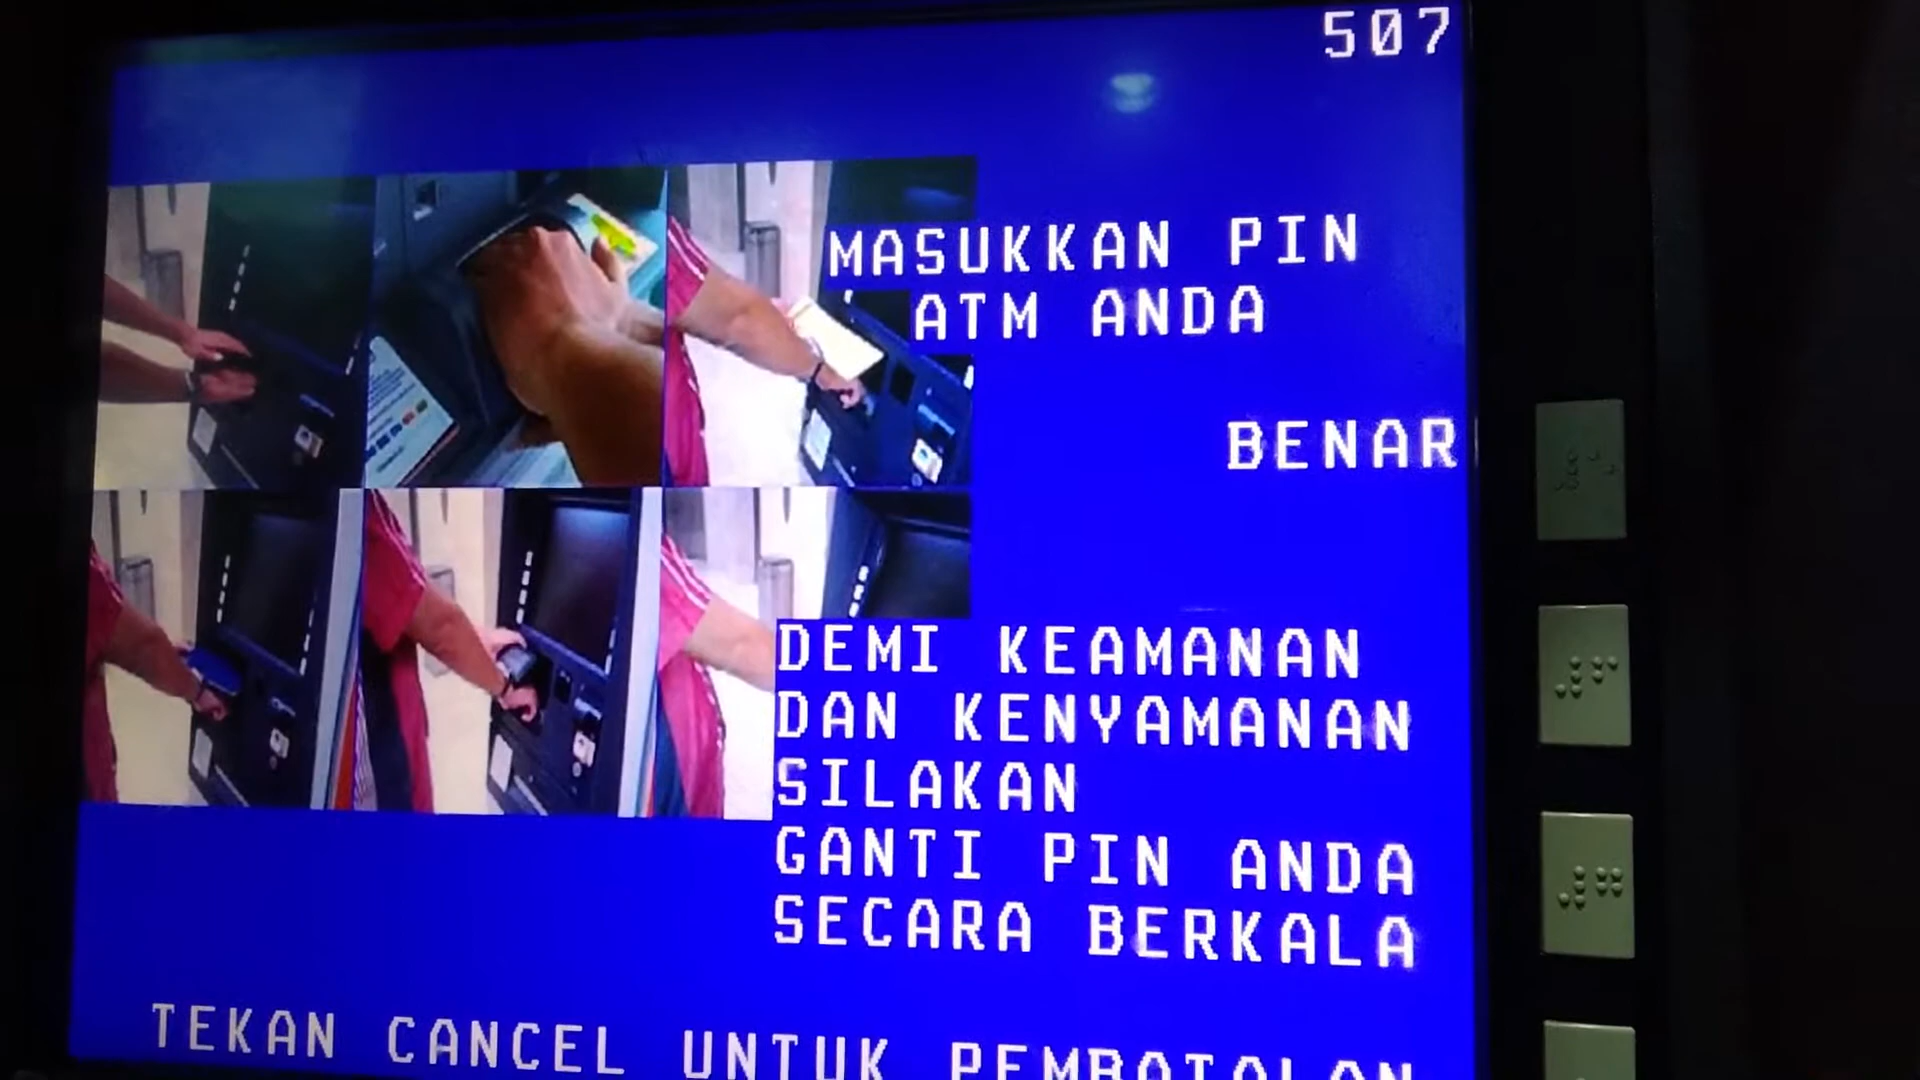 507
MASUKKAN PIN
ATM ANDA
BENAR
DEMI KEAMANAN
DAN KENYAMANAN
SILAKAN
GANTI PIN ANDA
SECARA BERKALA
TEKAN CANCEL UNTUK PEMBATALAN